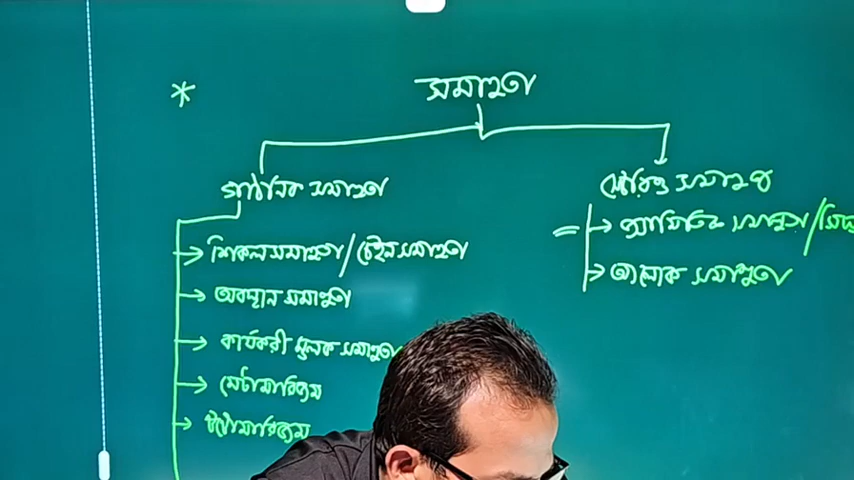 * সমাণুতা
গাঠনিক সমাণুতা
স্টেরিও সমাণুতা
→ শিকল সমাণুতা / চেইন সমাণুতা
→ অবস্থান সমাণুতা
→ কার্যকরী মূলক সমাণুতা
→ মেটামারিজম
→ টটোমারিজম
= → জ্যামিতিক সমাণুতা /
→ আলোক সমাণুতা